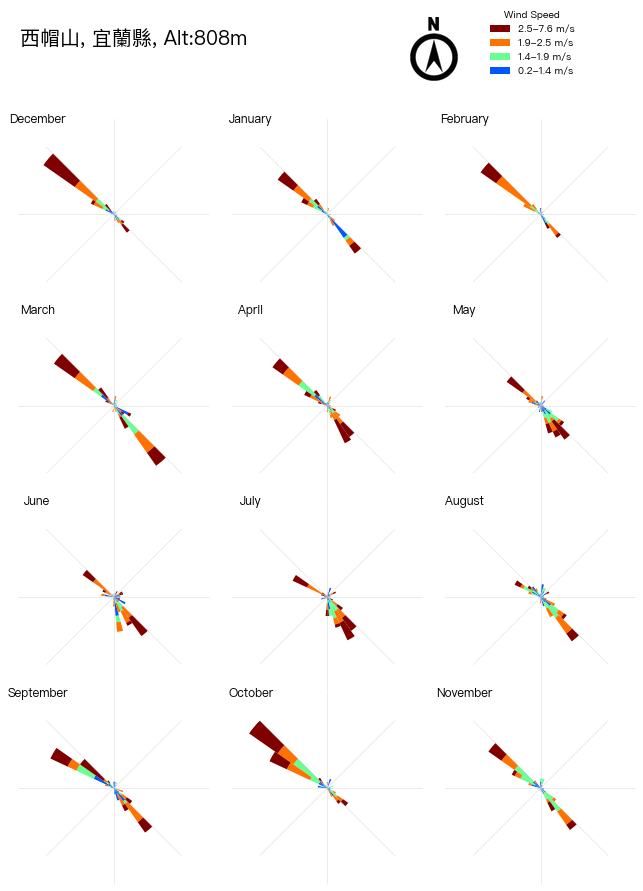 西帽山, 宜蘭縣, Alt:808m
N
Wind Speed
2.5–7.6 m/s
1.9–2.5 m/s
1.4–1.9 m/s
0.2–1.4 m/s
December
January
February
March
April
May
June
July
August
September
October
November